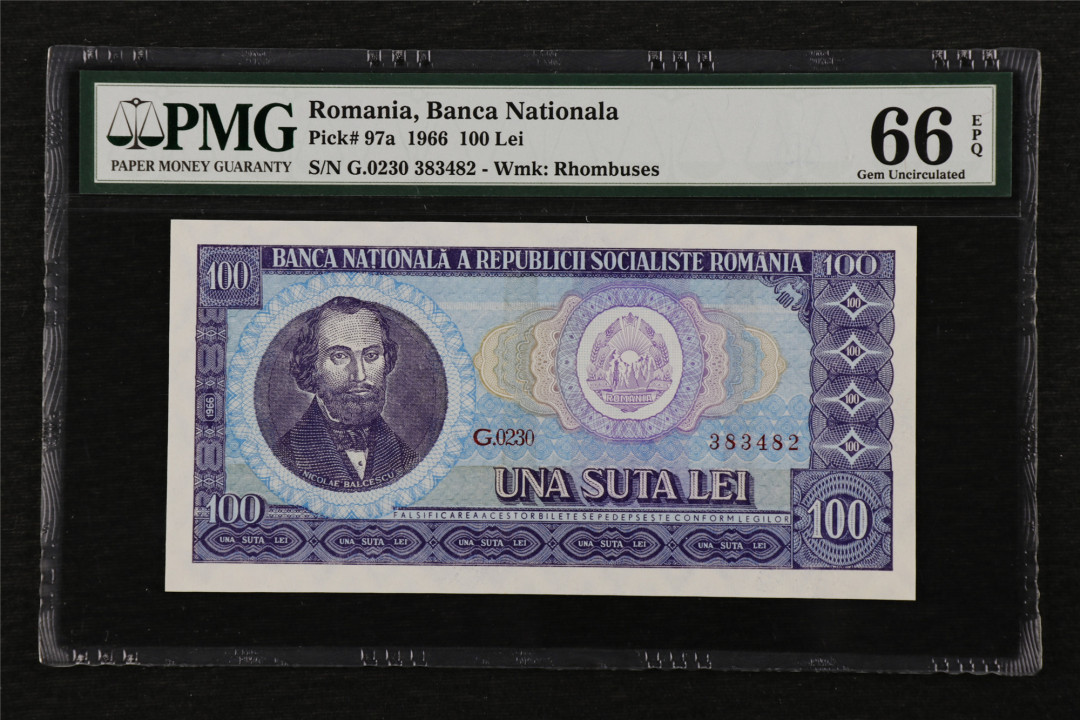 PMG
PAPER MONEY GUARANTY
Romania, Banca Nationala
Pick# 97a 1966 100 Lei
S/N G.0230 383482 - Wmk: Rhombuses
66
EPQ
Gem Uncirculated
100
BANCA NAȚIONALĂ A REPUBLICII SOCIALISTE ROMÂNIA
100
100
100
100
100
1966
ROMANIA
NICOLAE BALCESCU
G.0230
383482
UNA SUTA LEI
100
FALSIFICAREA ACESTOR BILETE SE PEDEPSESTE CONFORM LEGILOR
100
UNA SUTA LEI
UNA SUTA LEI
UNA SUTA LEI
UNA SUTA LEI
UNA SUTA LEI